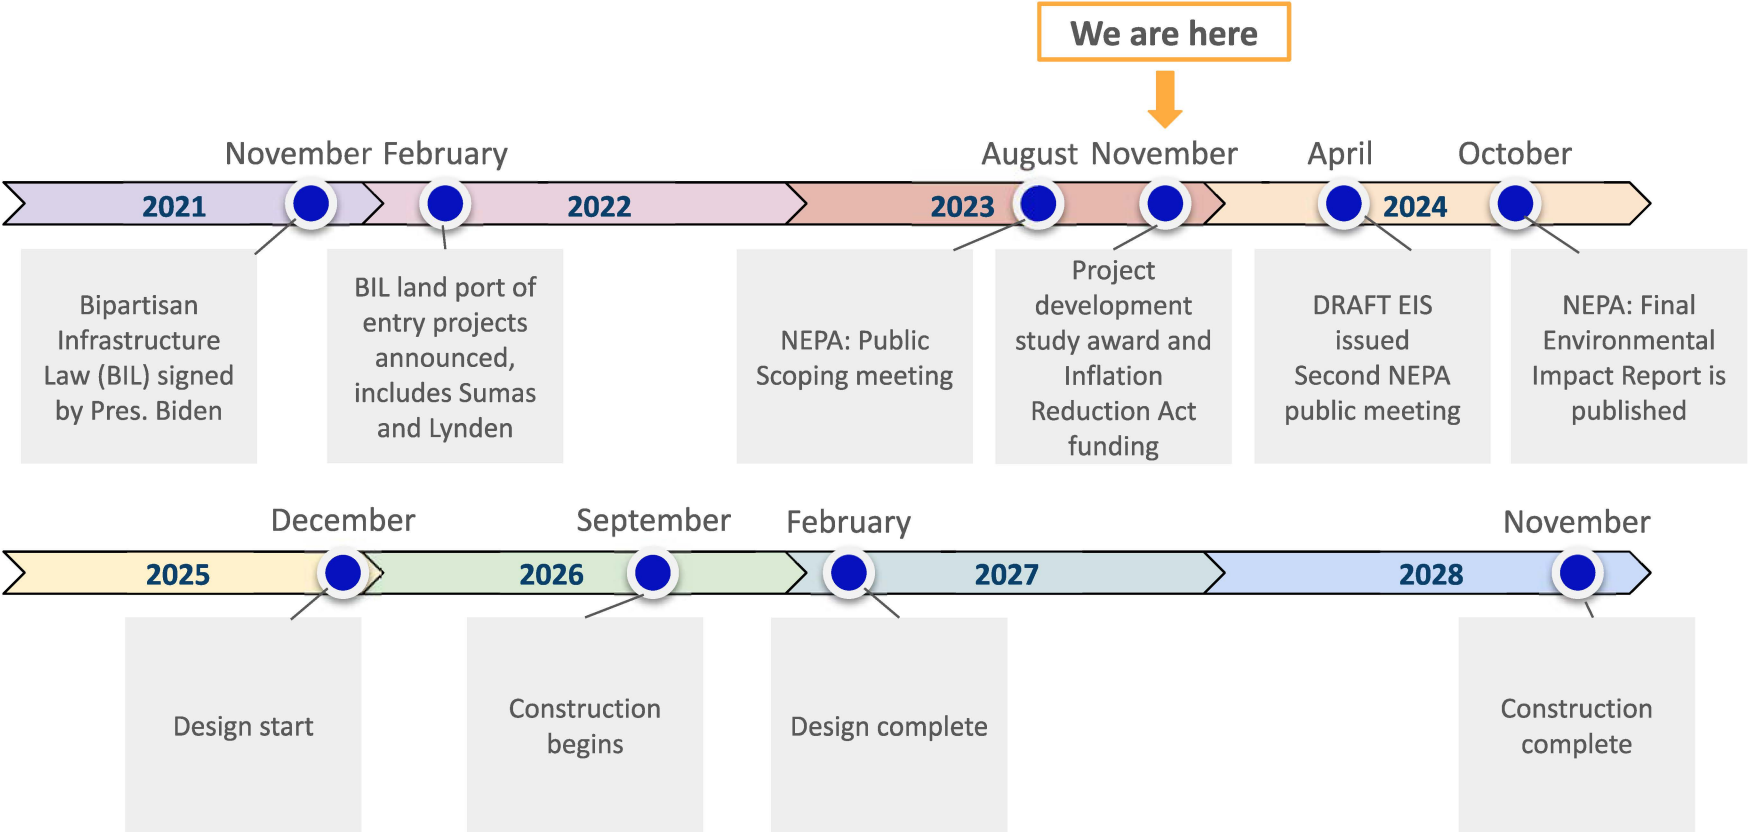 We are here
November February August November April October
2021 2022 2023 2024
Bipartisan
Infrastructure
Law (BIL) signed
by Pres. Biden
BIL land port of
entry projects
announced,
includes Sumas
and Lynden
NEPA: Public
Scoping meeting
Project
development
study award and
Inflation
Reduction Act
funding
DRAFT EIS
issued
Second NEPA
public meeting
NEPA: Final
Environmental
Impact Report is
published
December September February November
2025 2026 2027 2028
Design start
Construction
begins
Design complete
Construction
complete